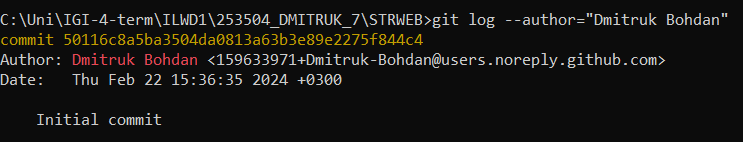 C:\Uni\IGI-4-term\ILWD1\253504_DMITRUK_7\STRWEB>git log --author="Dmitruk Bohdan"
commit 50116c8a5ba3504da0813a63b3e89e2275f844c4
Author: Dmitruk Bohdan <159633971+Dmitruk-Bohdan@users.noreply.github.com>
Date:   Thu Feb 22 15:36:35 2024 +0300
    Initial commit